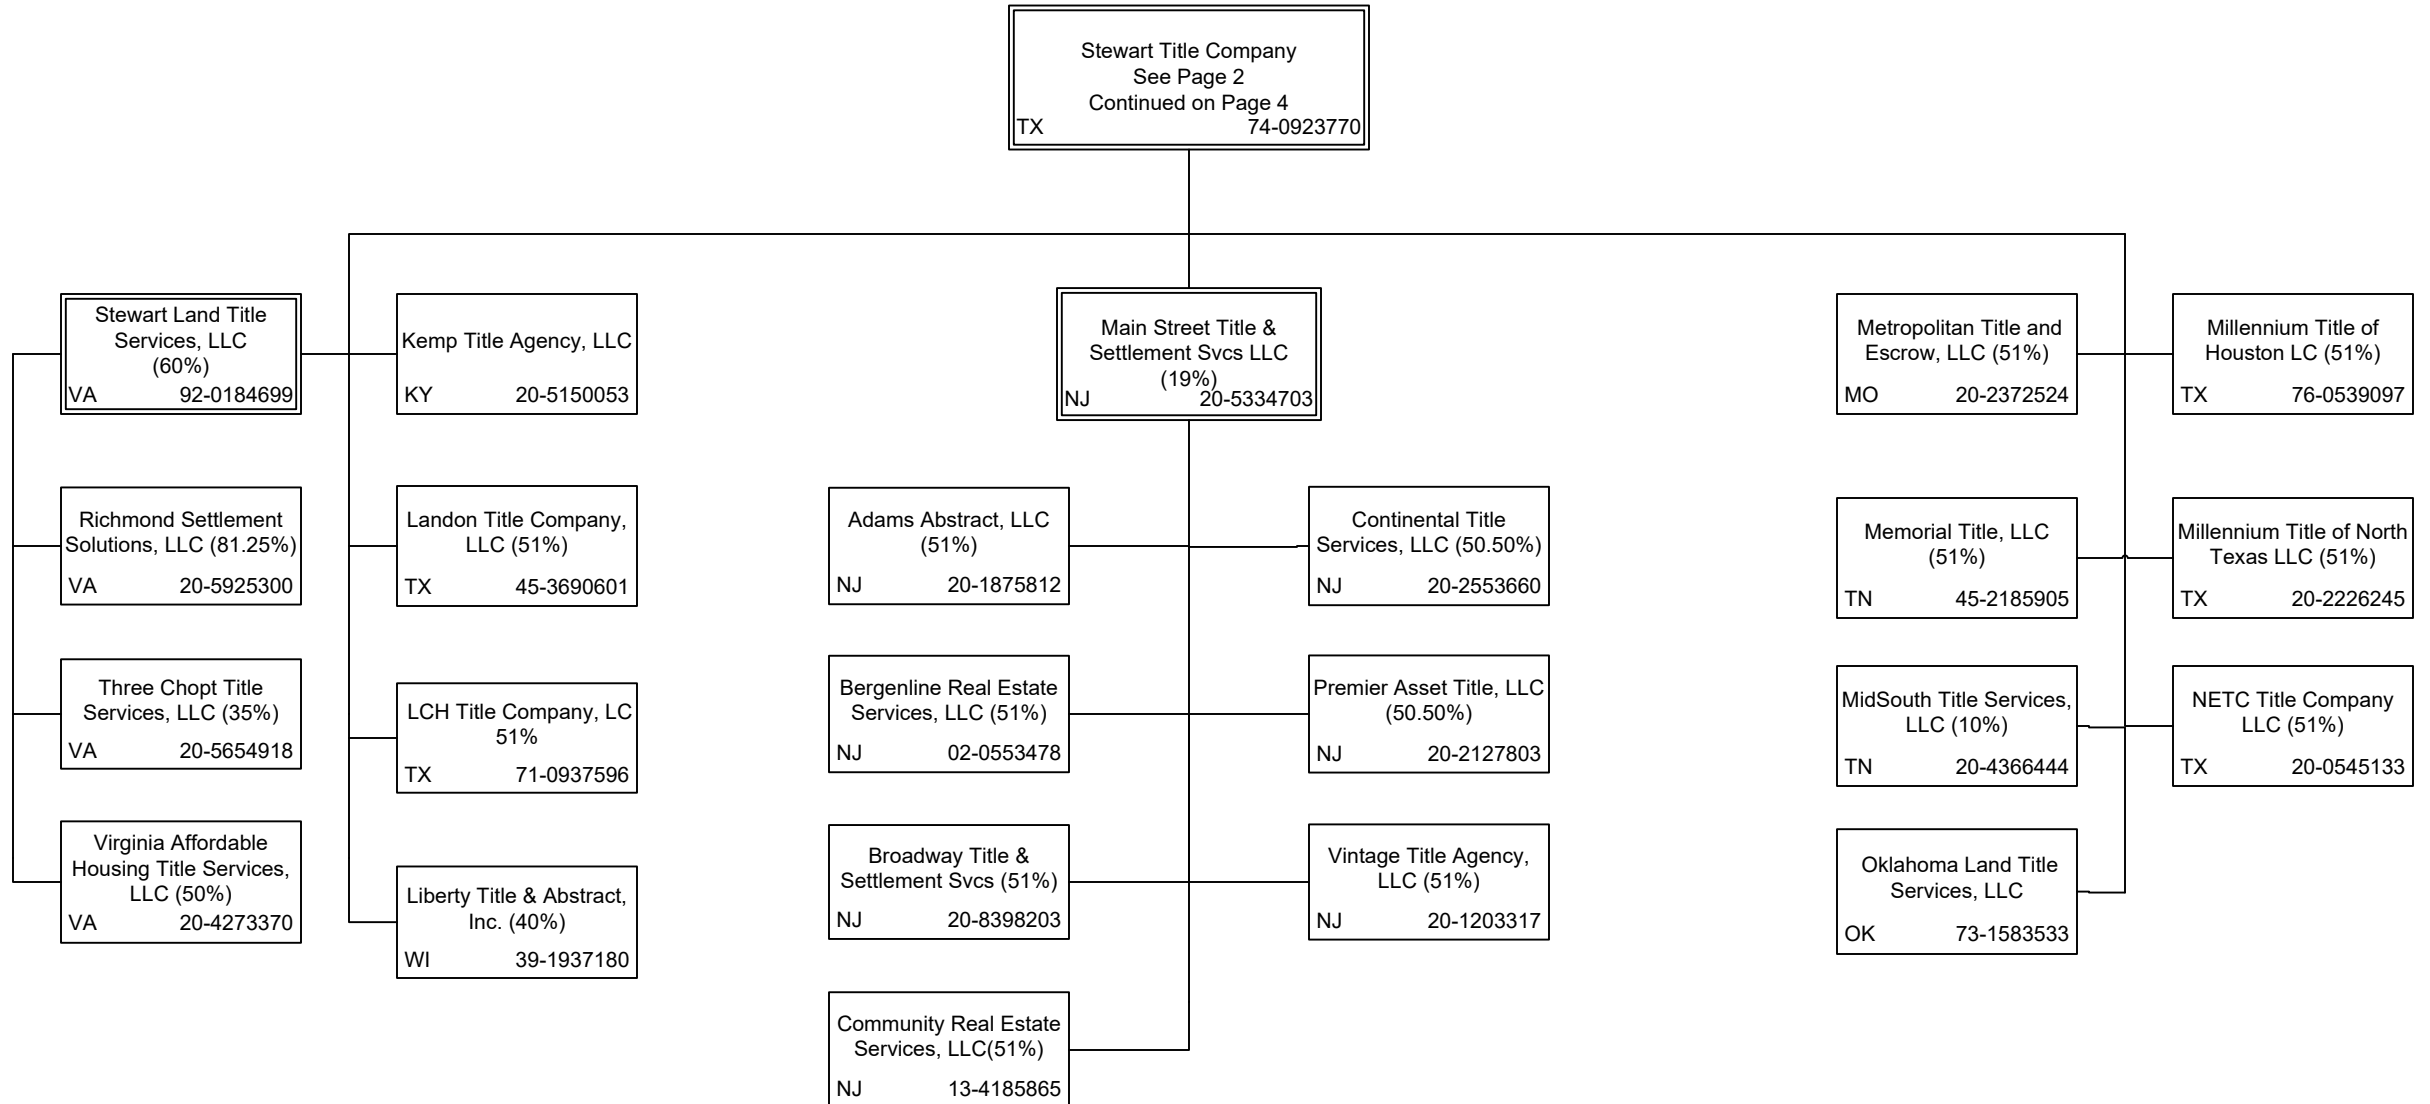 Stewart Title Company
See Page 2
Continued on Page 4
TX 74-0923770
Stewart Land Title
Services, LLC
(60%)
VA 92-0184699
Richmond Settlement
Solutions, LLC (81.25%)
VA 20-5925300
Three Chopt Title
Services, LLC (35%)
VA 20-5654918
Virginia Affordable
Housing Title Services,
LLC (50%)
VA 20-4273370
Kemp Title Agency, LLC
KY 20-5150053
Landon Title Company,
LLC (51%)
TX 45-3690601
LCH Title Company, LC
51%
TX 71-0937596
Liberty Title & Abstract,
Inc. (40%)
WI 39-1937180
Main Street Title &
Settlement Svcs LLC
(19%)
NJ 20-5334703
Adams Abstract, LLC
(51%)
NJ 20-1875812
Bergenline Real Estate
Services, LLC (51%)
NJ 02-0553478
Broadway Title &
Settlement Svcs (51%)
NJ 20-8398203
Community Real Estate
Services, LLC(51%)
NJ 13-4185865
Continental Title
Services, LLC (50.50%)
NJ 20-2553660
Premier Asset Title, LLC
(50.50%)
NJ 20-2127803
Vintage Title Agency,
LLC (51%)
NJ 20-1203317
Metropolitan Title and
Escrow, LLC (51%)
MO 20-2372524
Memorial Title, LLC
(51%)
TN 45-2185905
MidSouth Title Services,
LLC (10%)
TN 20-4366444
Oklahoma Land Title
Services, LLC
OK 73-1583533
Millennium Title of
Houston LC (51%)
TX 76-0539097
Millennium Title of North
Texas LLC (51%)
TX 20-2226245
NETC Title Company
LLC (51%)
TX 20-0545133